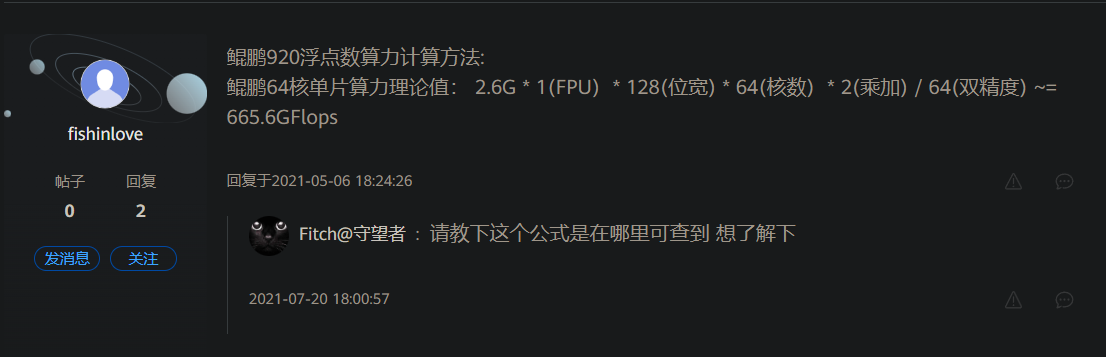 鲲鹏920浮点数算力计算方法:
鲲鹏64核单片算力理论值： 2.6G * 1(FPU)  * 128(位宽) * 64(核数)  * 2(乘加) / 64(双精度) ~=
665.6GFlops
fishinlove
帖子 回复
0 2
发消息 关注
回复于2021-05-06 18:24:26
Fitch@守望者 : 请教下这个公式是在哪里可查到 想了解下
2021-07-20 18:00:57